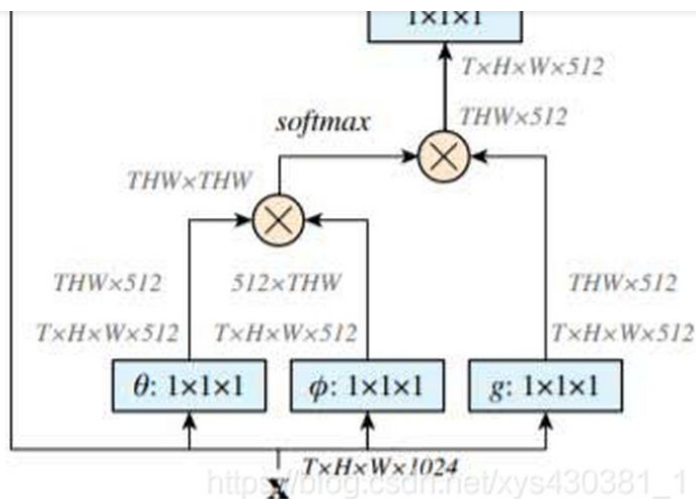 1×1×1
T×H×W×512
THW×512
softmax
THW×THW
THW×512
512×THW
THW×512
T×H×W×512
T×H×W×512
T×H×W×512
θ: 1×1×1
ϕ: 1×1×1
g: 1×1×1
T×H×W×1024
x
https://blog.csdn.net/xys430381_1